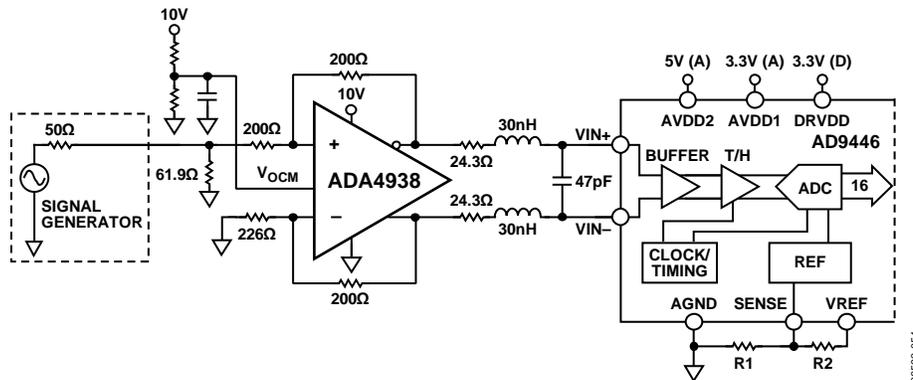 10V
200Ω
5V (A)
3.3V (A)
3.3V (D)
10V
30nH
VIN+
AVDD2
AVDD1
DRVDD
AD9446
50Ω
200Ω
24.3Ω
BUFFER
T/H
61.9Ω
VOCM
ADA4938
47pF
ADC
16
SIGNAL
GENERATOR
24.3Ω
226Ω
30nH
VIN–
CLOCK/
TIMING
REF
200Ω
AGND
SENSE
VREF
R1
R2
+
–